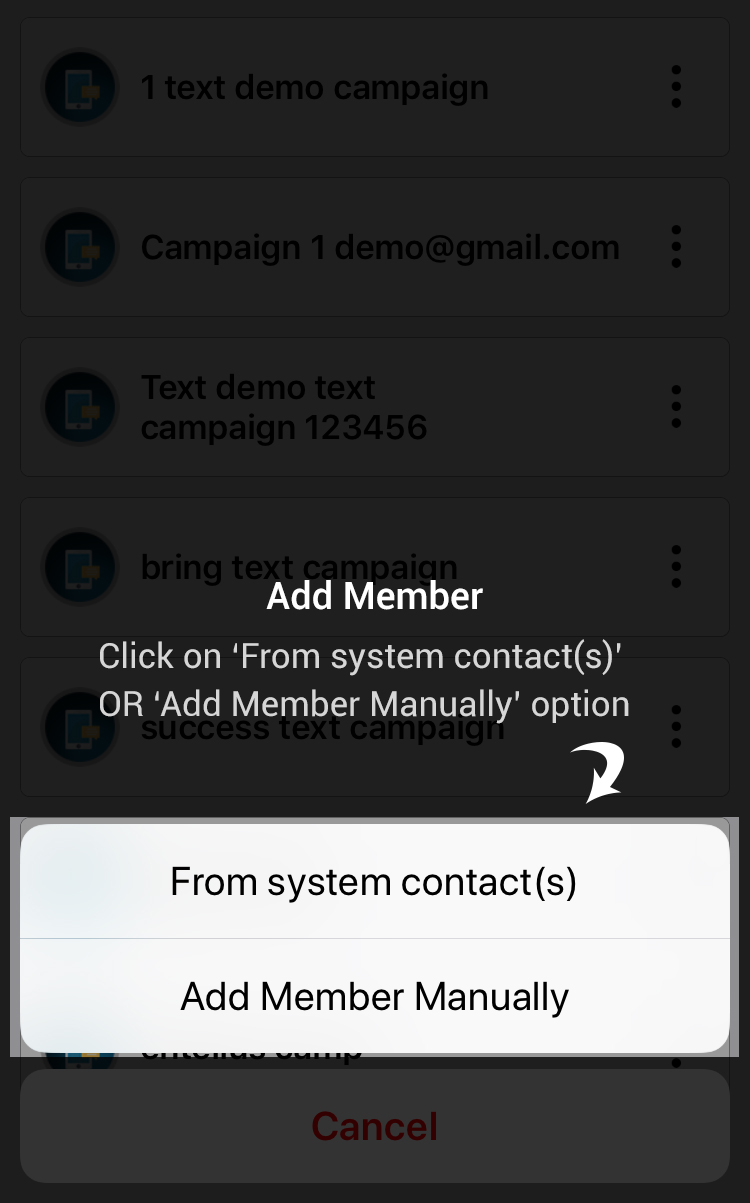 1 text demo campaign
Campaign 1 demo@gmail.com
Text demo text
campaign 123456
bring text campaign
Add Member
Click on ‘From system contact(s)’
OR ‘Add Member Manually’ option
success text campaign
From system contact(s)
Add Member Manually
Cancel